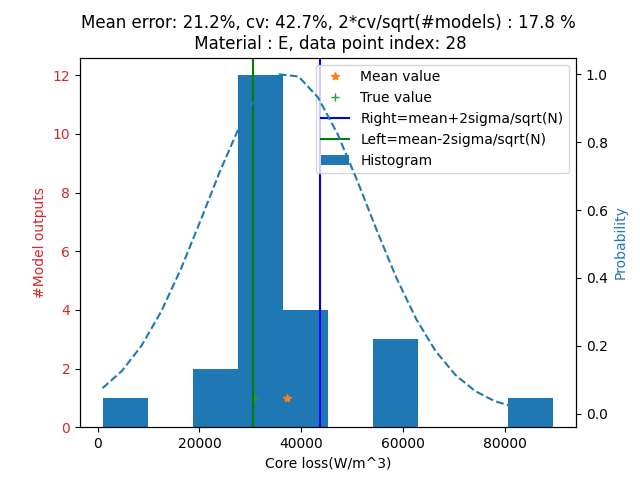 Mean error: 21.2%, cv: 42.7%, 2*cv/sqrt(#models) : 17.8 %
Material : E, data point index: 28
Mean value
True value
Right=mean+2sigma/sqrt(N)
Left=mean-2sigma/sqrt(N)
Histogram
#Model outputs
12
10
8
6
4
2
0
1.0
0.8
0.6
0.4
0.2
0.0
Probability
0 20000 40000 60000 80000
Core loss(W/m^3)